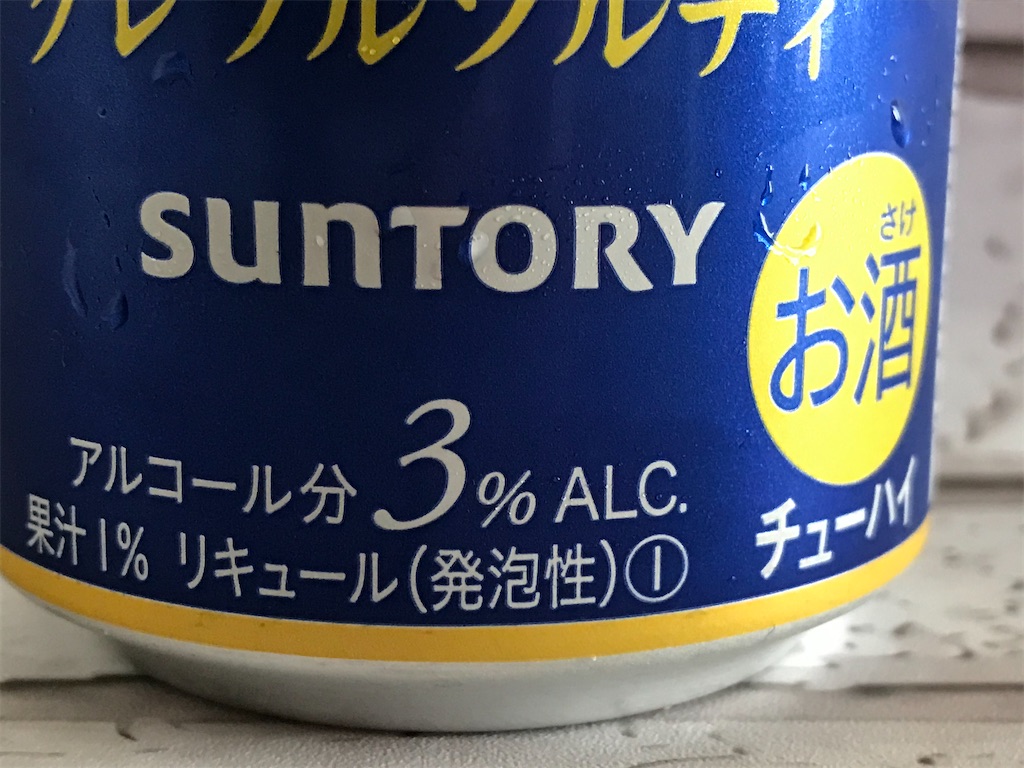 SUNTORY
さけ
お酒
アルコール分3% ALC.
果汁1% リキュール(発泡性)①
チューハイ